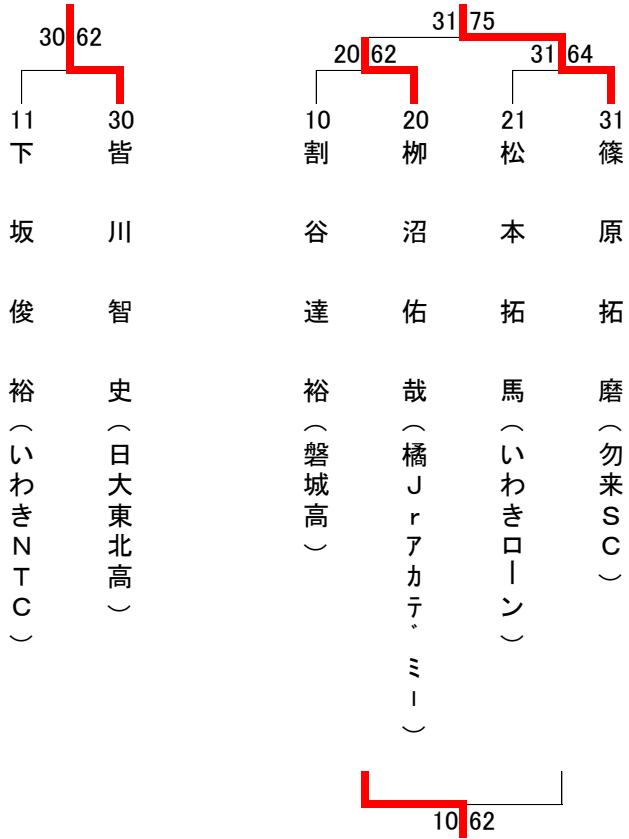 30 62
31 75
20 62
31 64
11 下坂俊裕（いわきNTC）
30 皆川智史（日大東北高）
10 割谷達裕（磐城高）
20 栁沼佑哉（橘Jrアカデミー）
21 松本拓馬（いわきローン）
31 篠原拓磨（勿来SC）
10 62